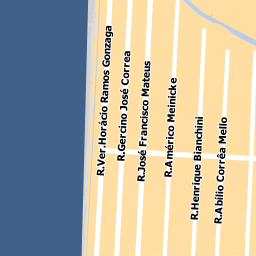 R.Ver.Horácio Ramos Gonzaga
R.Gercino José Correa
R.José Francisco Mateus
R.Américo Meinicke
R.Henrique Bianchini
R.Abílio Corrêa Mello